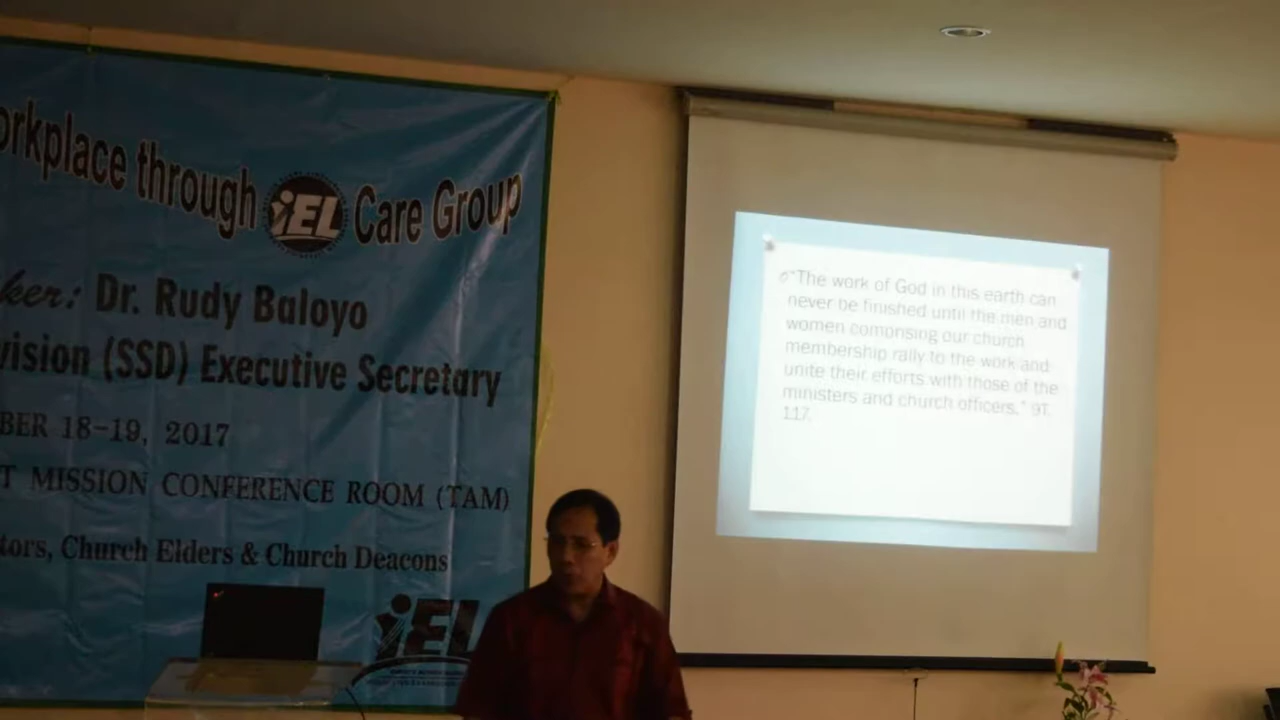 orkplace through iEL Care Group
ker: Dr. Rudy Baloyo
vision (SSD) Executive Secretary
BER 18-19, 2017
T MISSION CONFERENCE ROOM (TAM)
tors, Church Elders & Church Deacons
iEL
"The work of God in this earth can
never be finished until the men and
women comprising our church
membership rally to the work and
unite their efforts with those of the
ministers and church officers." 9T,
117.